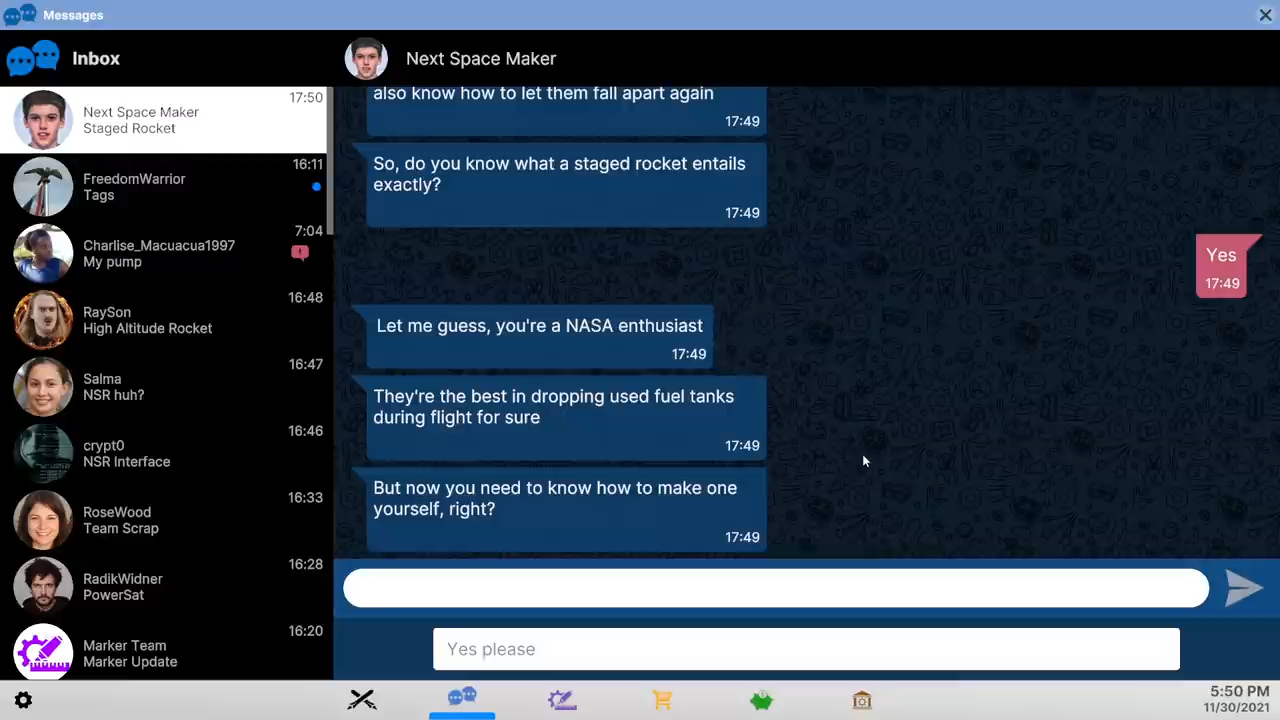 Messages
Inbox
Next Space Maker
17:50
Next Space Maker
Staged Rocket
16:11
FreedomWarrior
Tags
7:04
Charlise_Macuacua1997
My pump
16:48
RaySon
High Altitude Rocket
16:47
Salma
NSR huh?
16:46
crypt0
NSR Interface
16:33
RoseWood
Team Scrap
16:28
RadikWidner
PowerSat
16:20
Marker Team
Marker Update
also know how to let them fall apart again
17:49
So, do you know what a staged rocket entails
exactly?
17:49
Yes
17:49
Let me guess, you're a NASA enthusiast
17:49
They're the best in dropping used fuel tanks
during flight for sure
17:49
But now you need to know how to make one
yourself, right?
17:49
Yes please
5:50 PM
11/30/2021